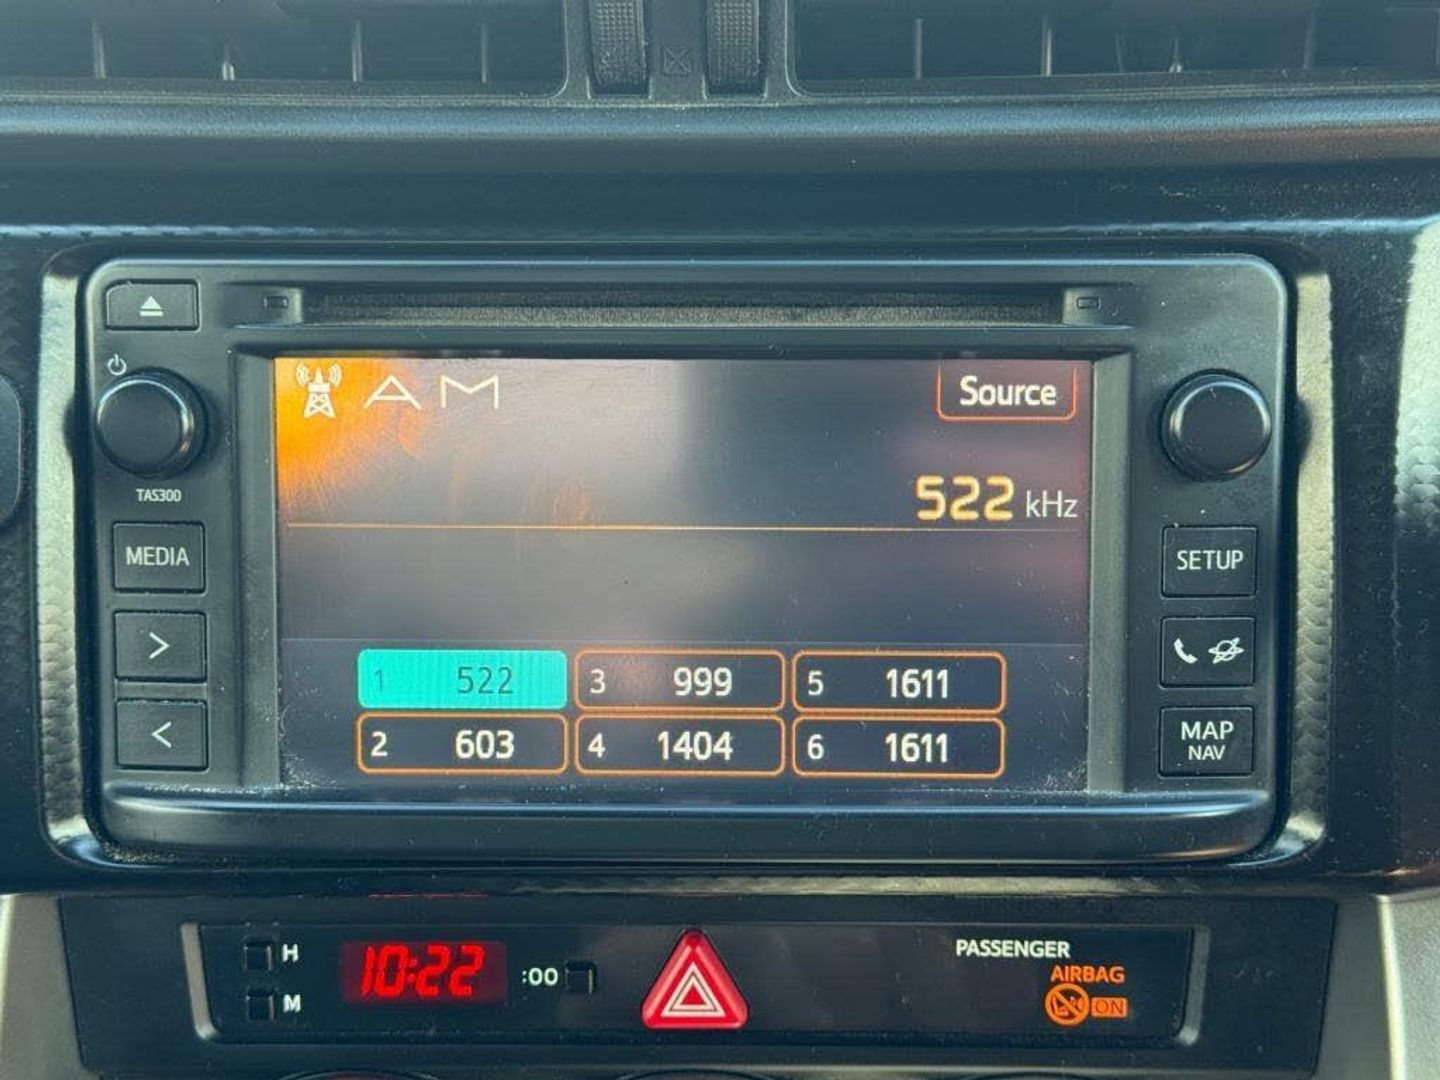 AM
Source
522 kHz
TAS300
MEDIA
>
<
SETUP
MAP
NAV
1 522
3 999
5 1611
2 603
4 1404
6 1611
H
M
10:22
:00
PASSENGER
AIRBAG
ON